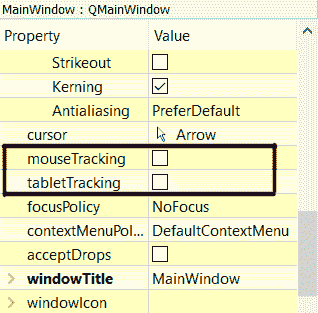 MainWindow : QMainWindow
Property Value
Strikeout
Kerning
Antialiasing PreferDefault
cursor Arrow
mouseTracking
tabletTracking
focusPolicy NoFocus
contextMenuPol... DefaultContextMenu
acceptDrops
windowTitle MainWindow
windowIcon